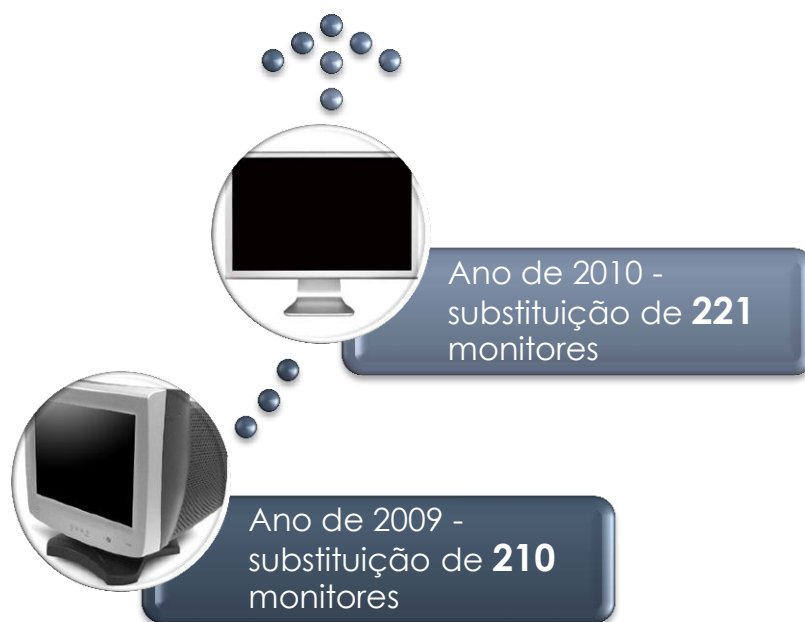 Ano de 2010 -
substituição de 221
monitores
Ano de 2009 -
substituição de 210
monitores